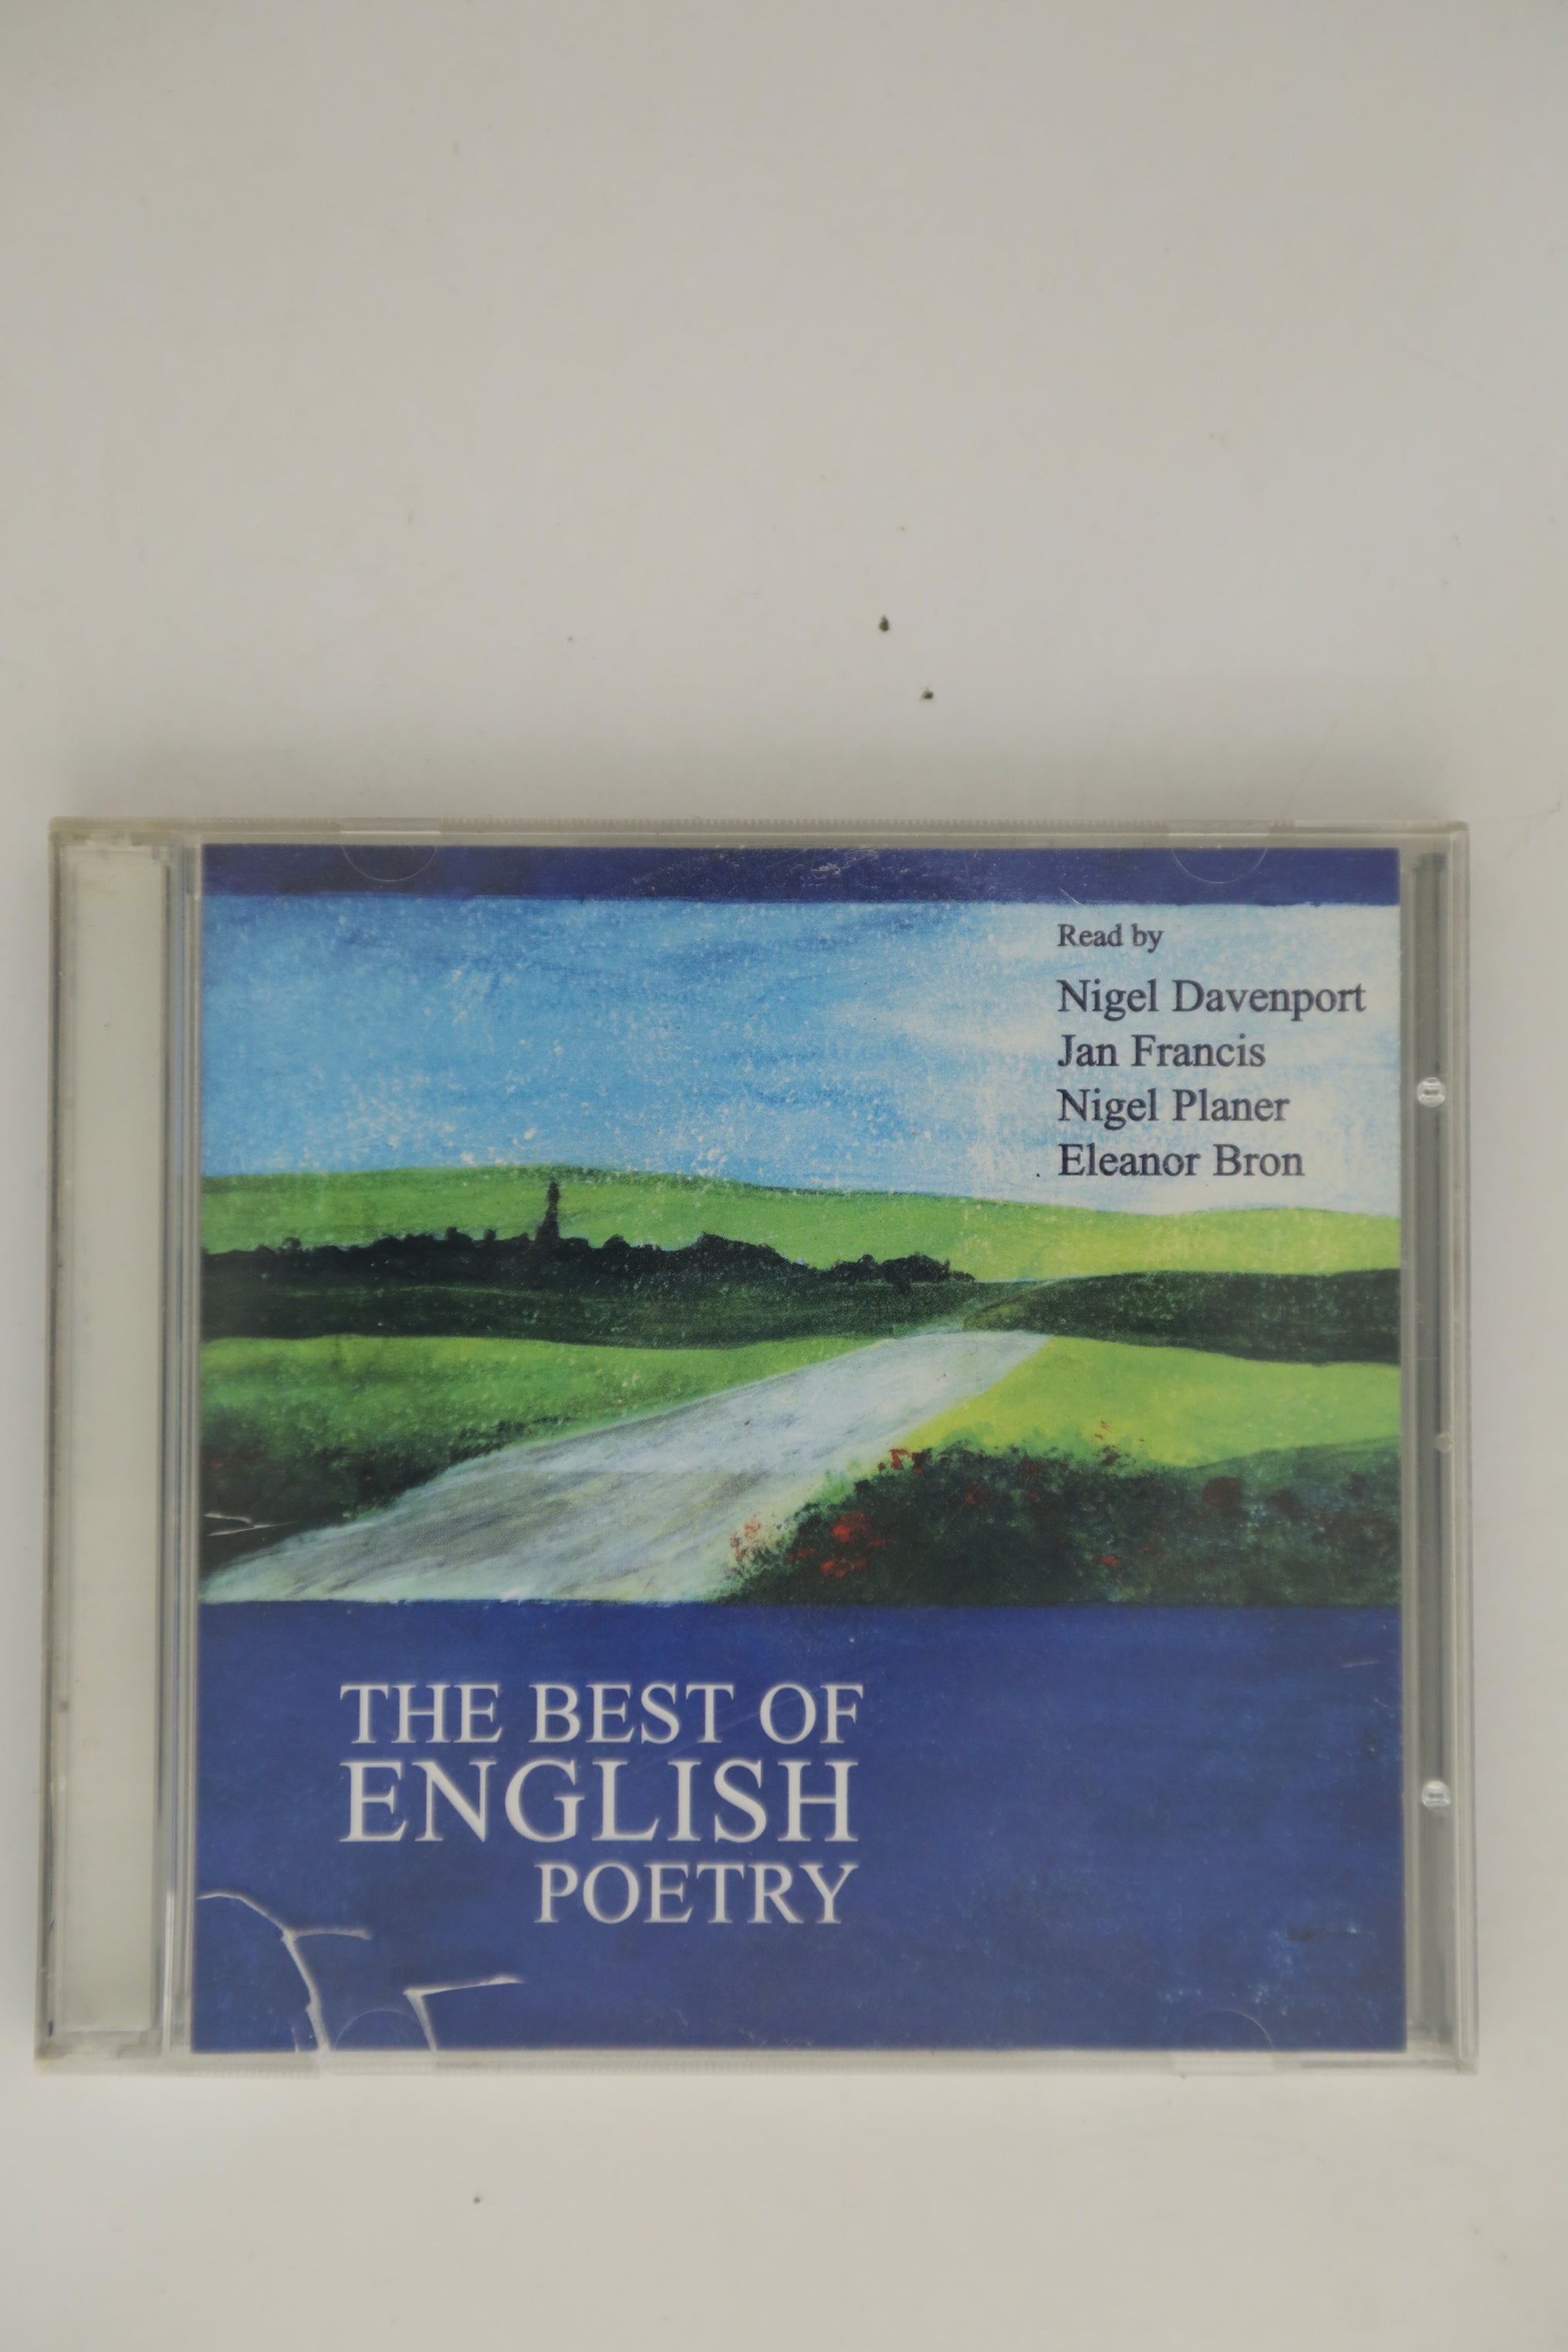 Read by
Nigel Davenport
Jan Francis
Nigel Planer
Eleanor Bron
THE BEST OF
ENGLISH
POETRY